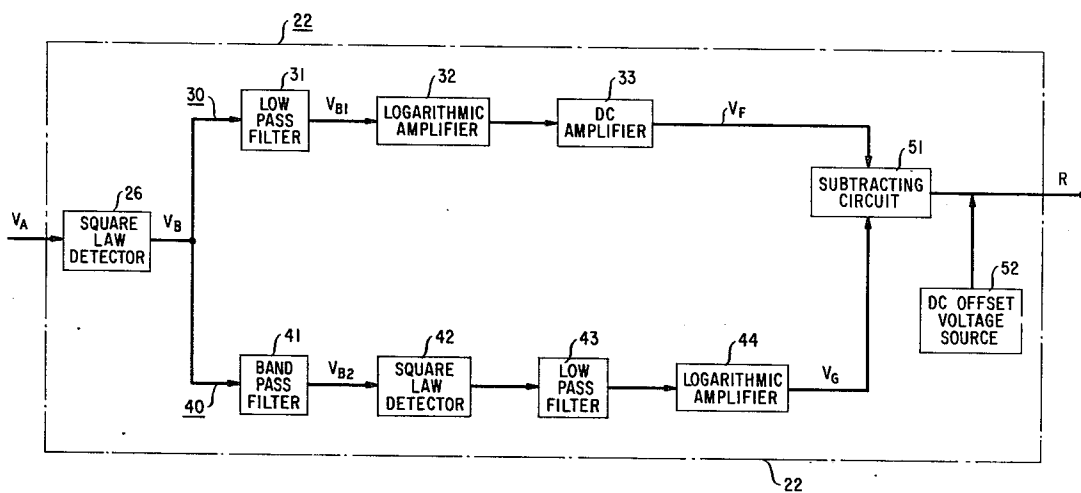 22
31
32
33
30
LOW
PASS
FILTER
VB1
LOGARITHMIC
AMPLIFIER
DC
AMPLIFIER
VF
51
SUBTRACTING
CIRCUIT
R
26
VA
SQUARE
LAW
DETECTOR
VB
52
DC OFFSET
VOLTAGE
SOURCE
41
42
43
44
40
BAND
PASS
FILTER
VB2
SQUARE
LAW
DETECTOR
LOW
PASS
FILTER
LOGARITHMIC
AMPLIFIER
VG
22